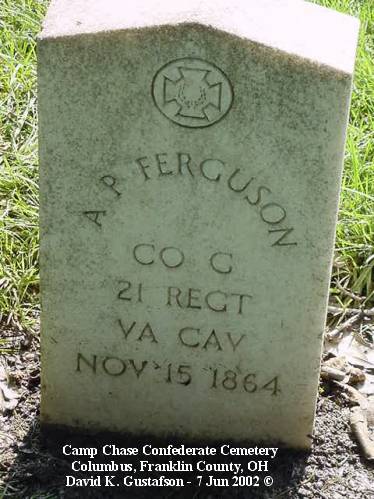 A P FERGUSON
CO G
21 REGT
VA CAV
NOV 15 1864
Camp Chase Confederate Cemetery
Columbus, Franklin County, OH
David K. Gustafson - 7 Jun 2002 ©